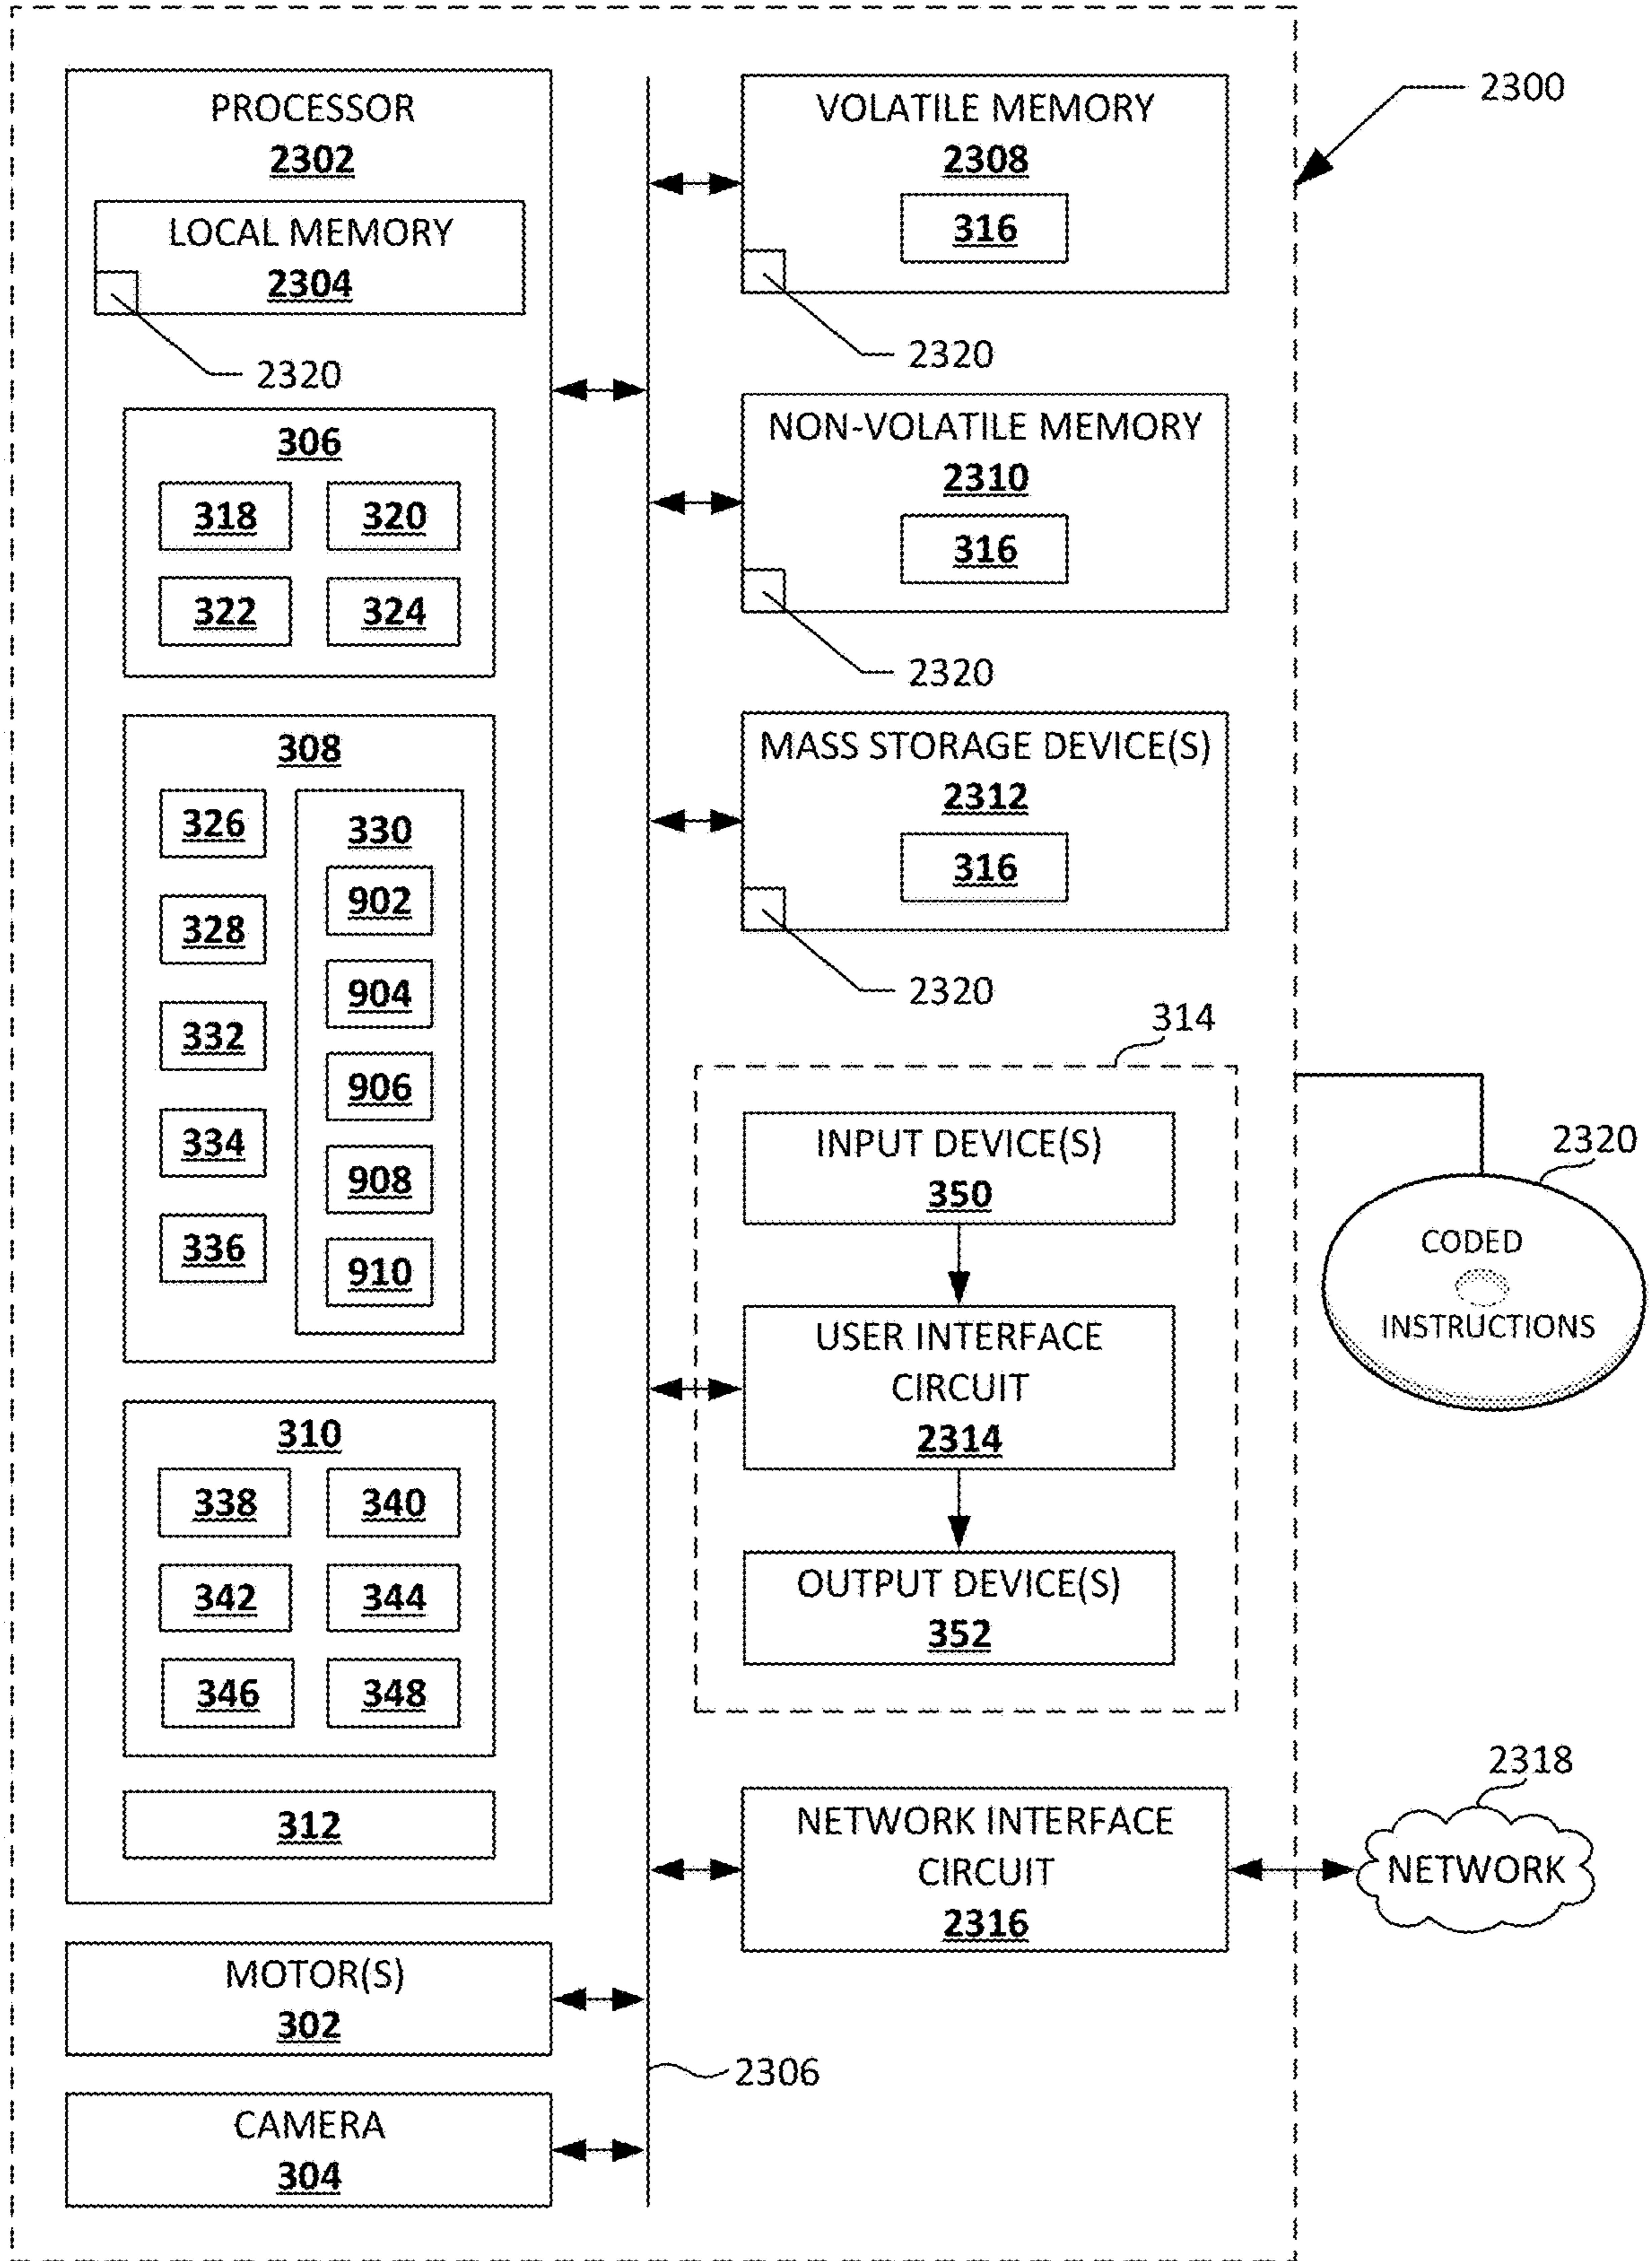 2300
PROCESSOR
2302
LOCAL MEMORY
2304
2320
306
318 320
322 324
308
326
328
332
334
336
330
902
904
906
908
910
310
338 340
342 344
346 348
312
MOTOR(S)
302
CAMERA
304
2306
VOLATILE MEMORY
2308
316
2320
NON-VOLATILE MEMORY
2310
316
2320
MASS STORAGE DEVICE(S)
2312
316
2320
314
INPUT DEVICE(S)
350
USER INTERFACE
CIRCUIT
2314
OUTPUT DEVICE(S)
352
NETWORK INTERFACE
CIRCUIT
2316
2320
CODED
INSTRUCTIONS
2318
NETWORK